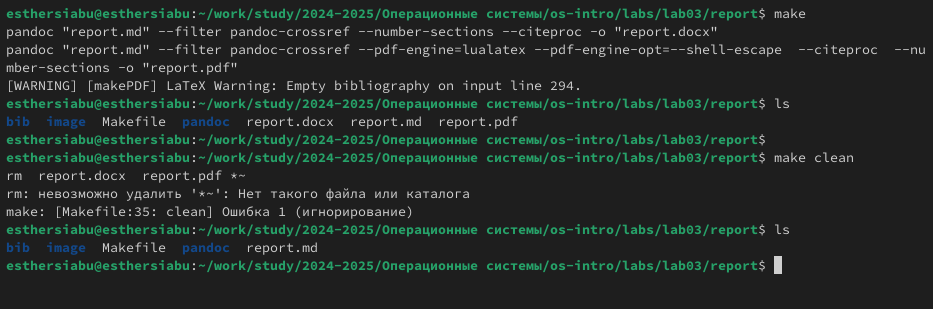 esthersiabu@esthersiabu:~/work/study/2024-2025/Операционные системы/os-intro/labs/lab03/report$ make
pandoc "report.md" --filter pandoc-crossref --number-sections --citeproc -o "report.docx"
pandoc "report.md" --filter pandoc-crossref --pdf-engine=lualatex --pdf-engine-opt=--shell-escape  --citeproc  --nu
mber-sections -o "report.pdf"
[WARNING] [makePDF] LaTeX Warning: Empty bibliography on input line 294.
esthersiabu@esthersiabu:~/work/study/2024-2025/Операционные системы/os-intro/labs/lab03/report$ ls
bib  image  Makefile  pandoc  report.docx  report.md  report.pdf
esthersiabu@esthersiabu:~/work/study/2024-2025/Операционные системы/os-intro/labs/lab03/report$
esthersiabu@esthersiabu:~/work/study/2024-2025/Операционные системы/os-intro/labs/lab03/report$ make clean
rm  report.docx  report.pdf *~
rm: невозможно удалить '*~': Нет такого файла или каталога
make: [Makefile:35: clean] Ошибка 1 (игнорирование)
esthersiabu@esthersiabu:~/work/study/2024-2025/Операционные системы/os-intro/labs/lab03/report$ ls
bib  image  Makefile  pandoc  report.md
esthersiabu@esthersiabu:~/work/study/2024-2025/Операционные системы/os-intro/labs/lab03/report$